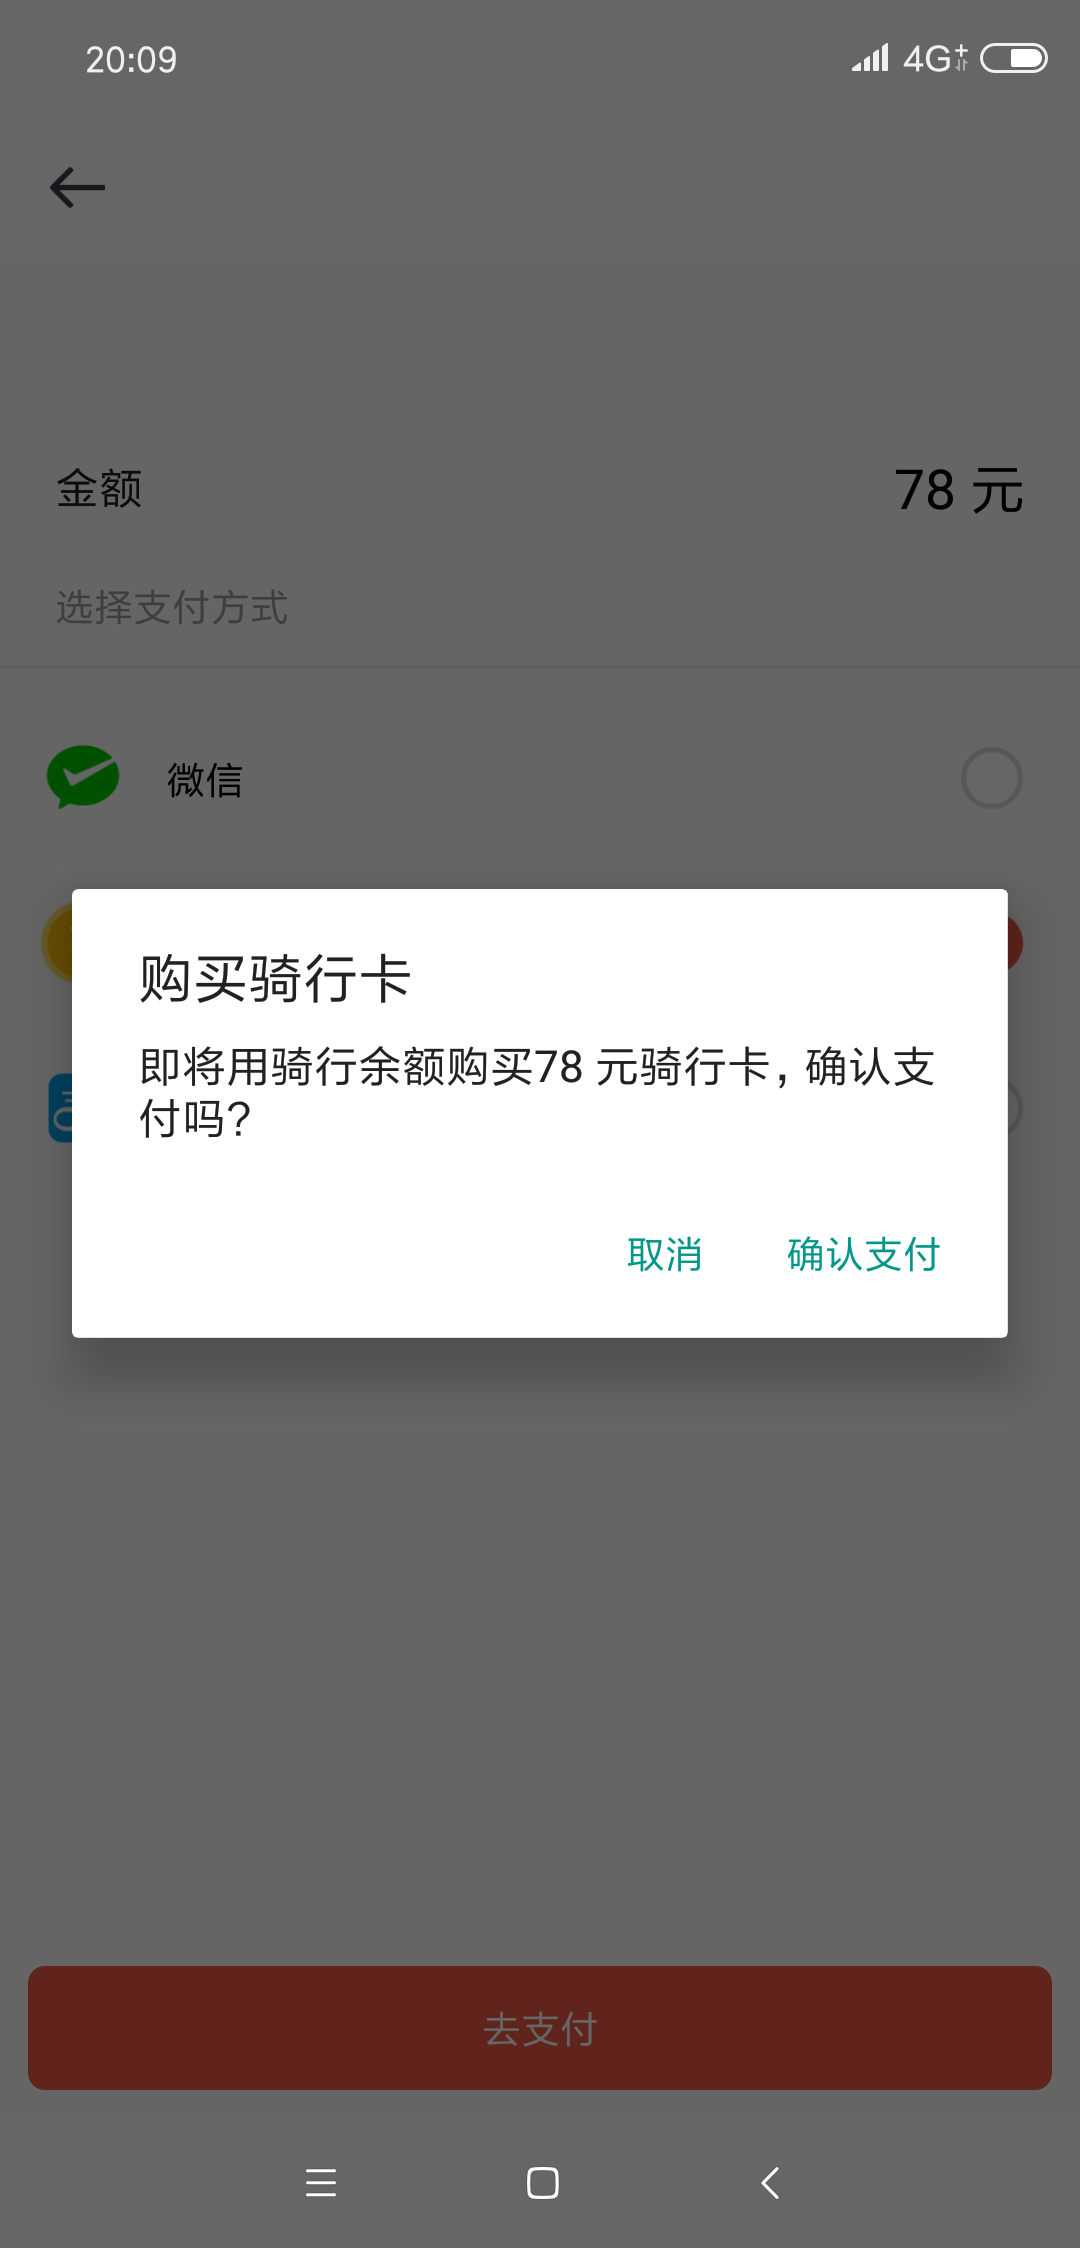 20:09
4G+
金额
78 元
选择支付方式
微信
购买骑行卡
即将用骑行余额购买78 元骑行卡，确认支
付吗？
取消
确认支付
去支付